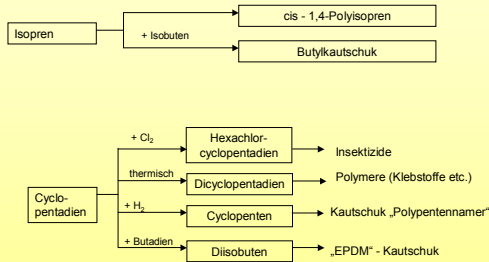 Isopren
cis - 1,4-Polyisopren
+ Isobuten
Butylkautschuk
Cyclo-
pentadien
+ Cl₂
Hexachlor-
cyclopentadien
Insektizide
thermisch
Dicyclopentadien
Polymere (Klebstoffe etc.)
+ H₂
Cyclopenten
Kautschuk „Polypentennamer"
+ Butadien
Diisobuten
„EPDM" - Kautschuk